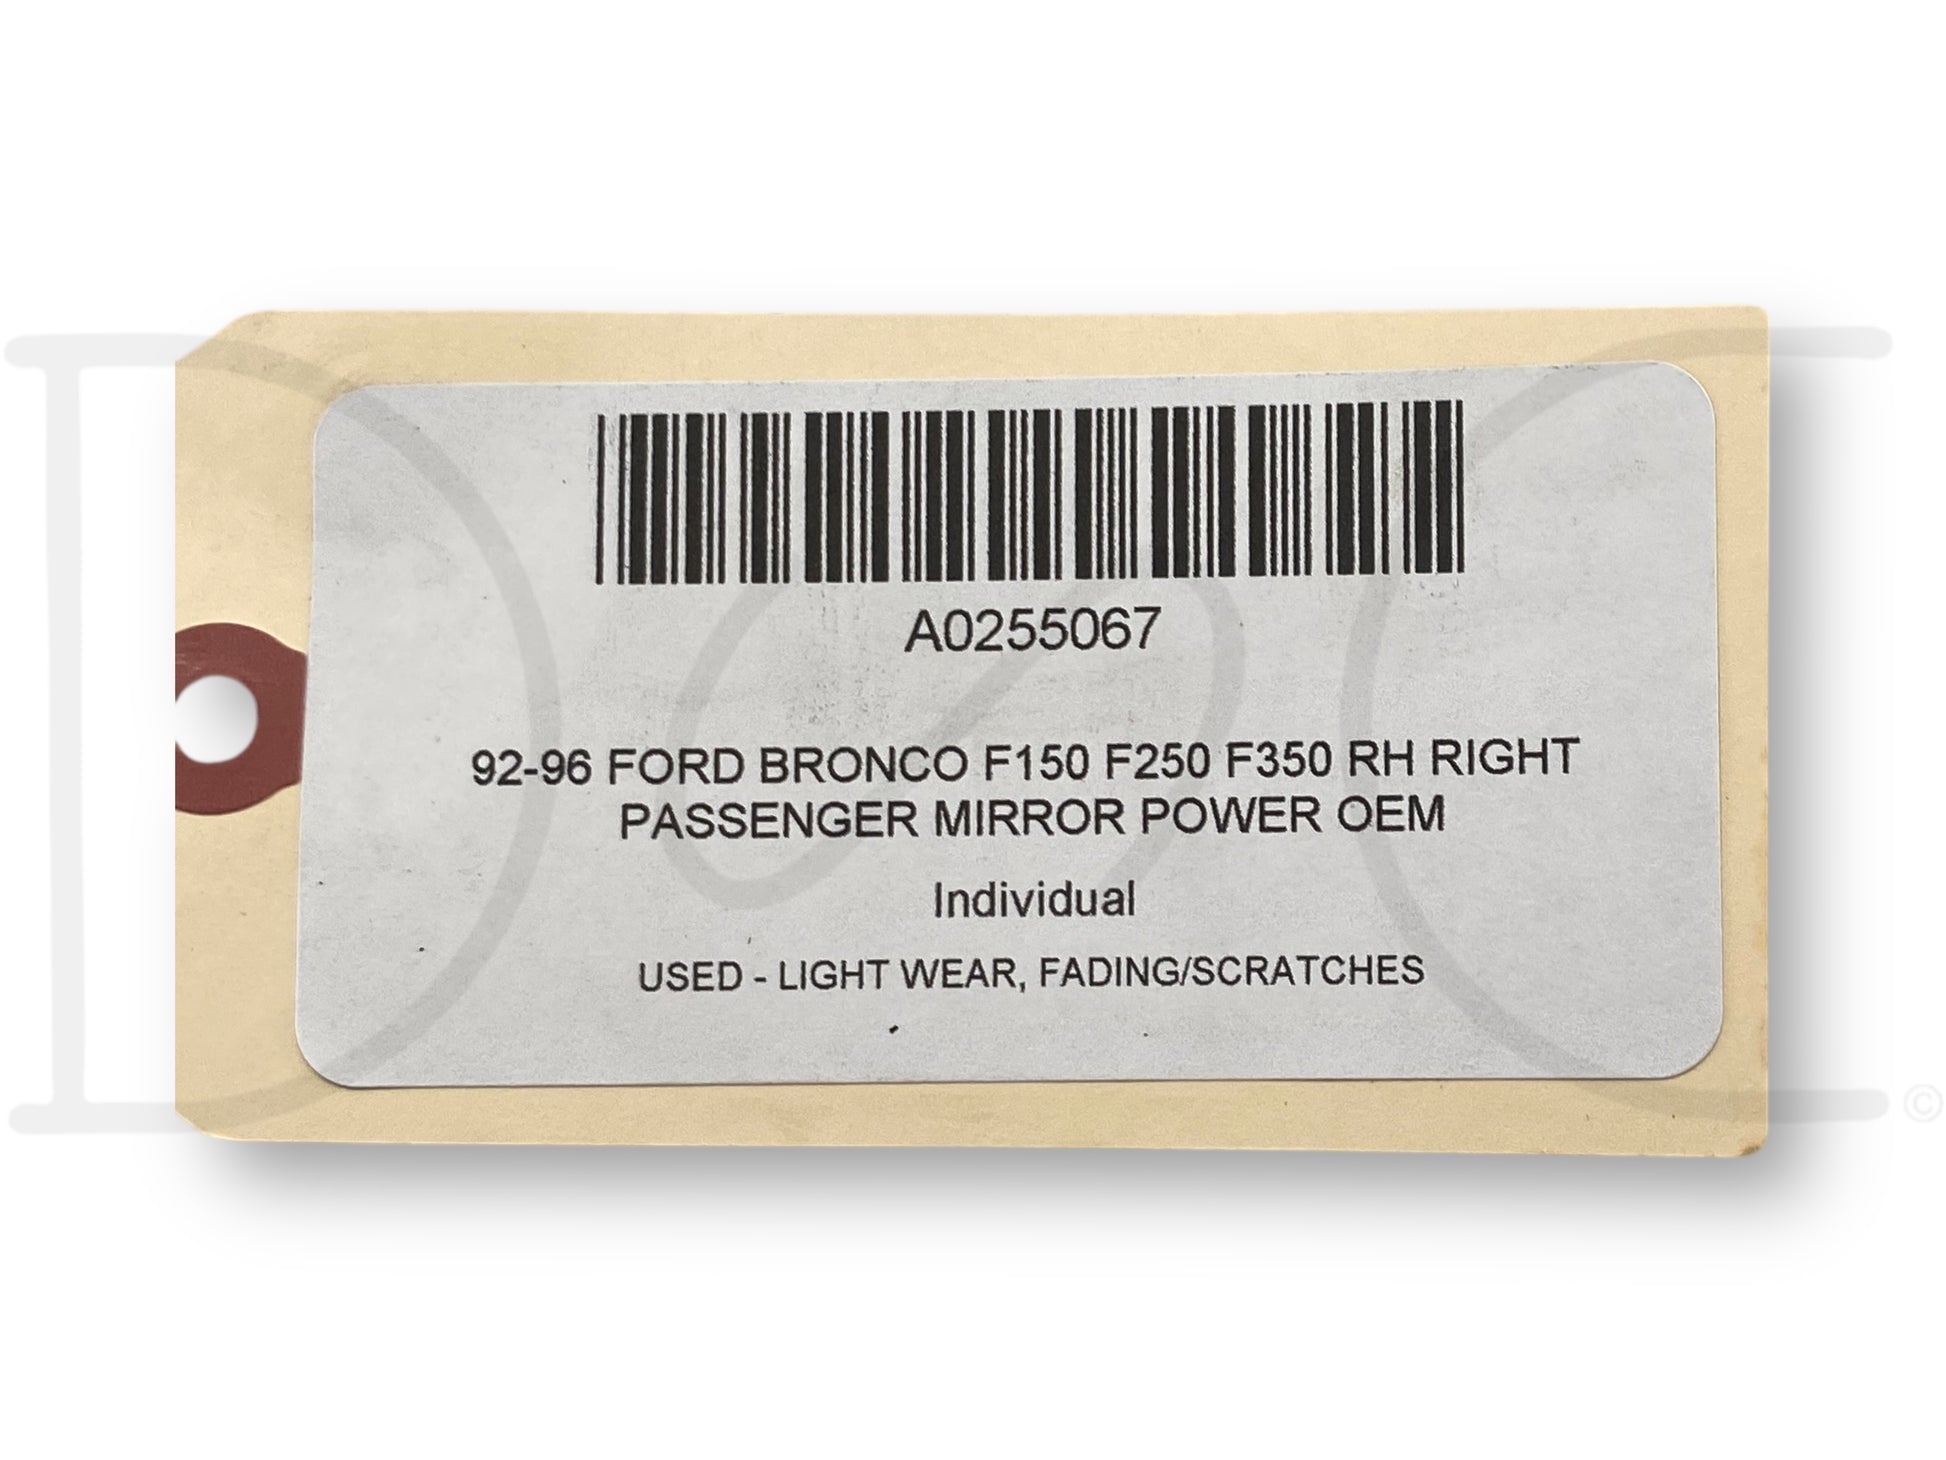 A0255067
92-96 FORD BRONCO F150 F250 F350 RH RIGHT
PASSENGER MIRROR POWER OEM
Individual
USED - LIGHT WEAR, FADING/SCRATCHES
©